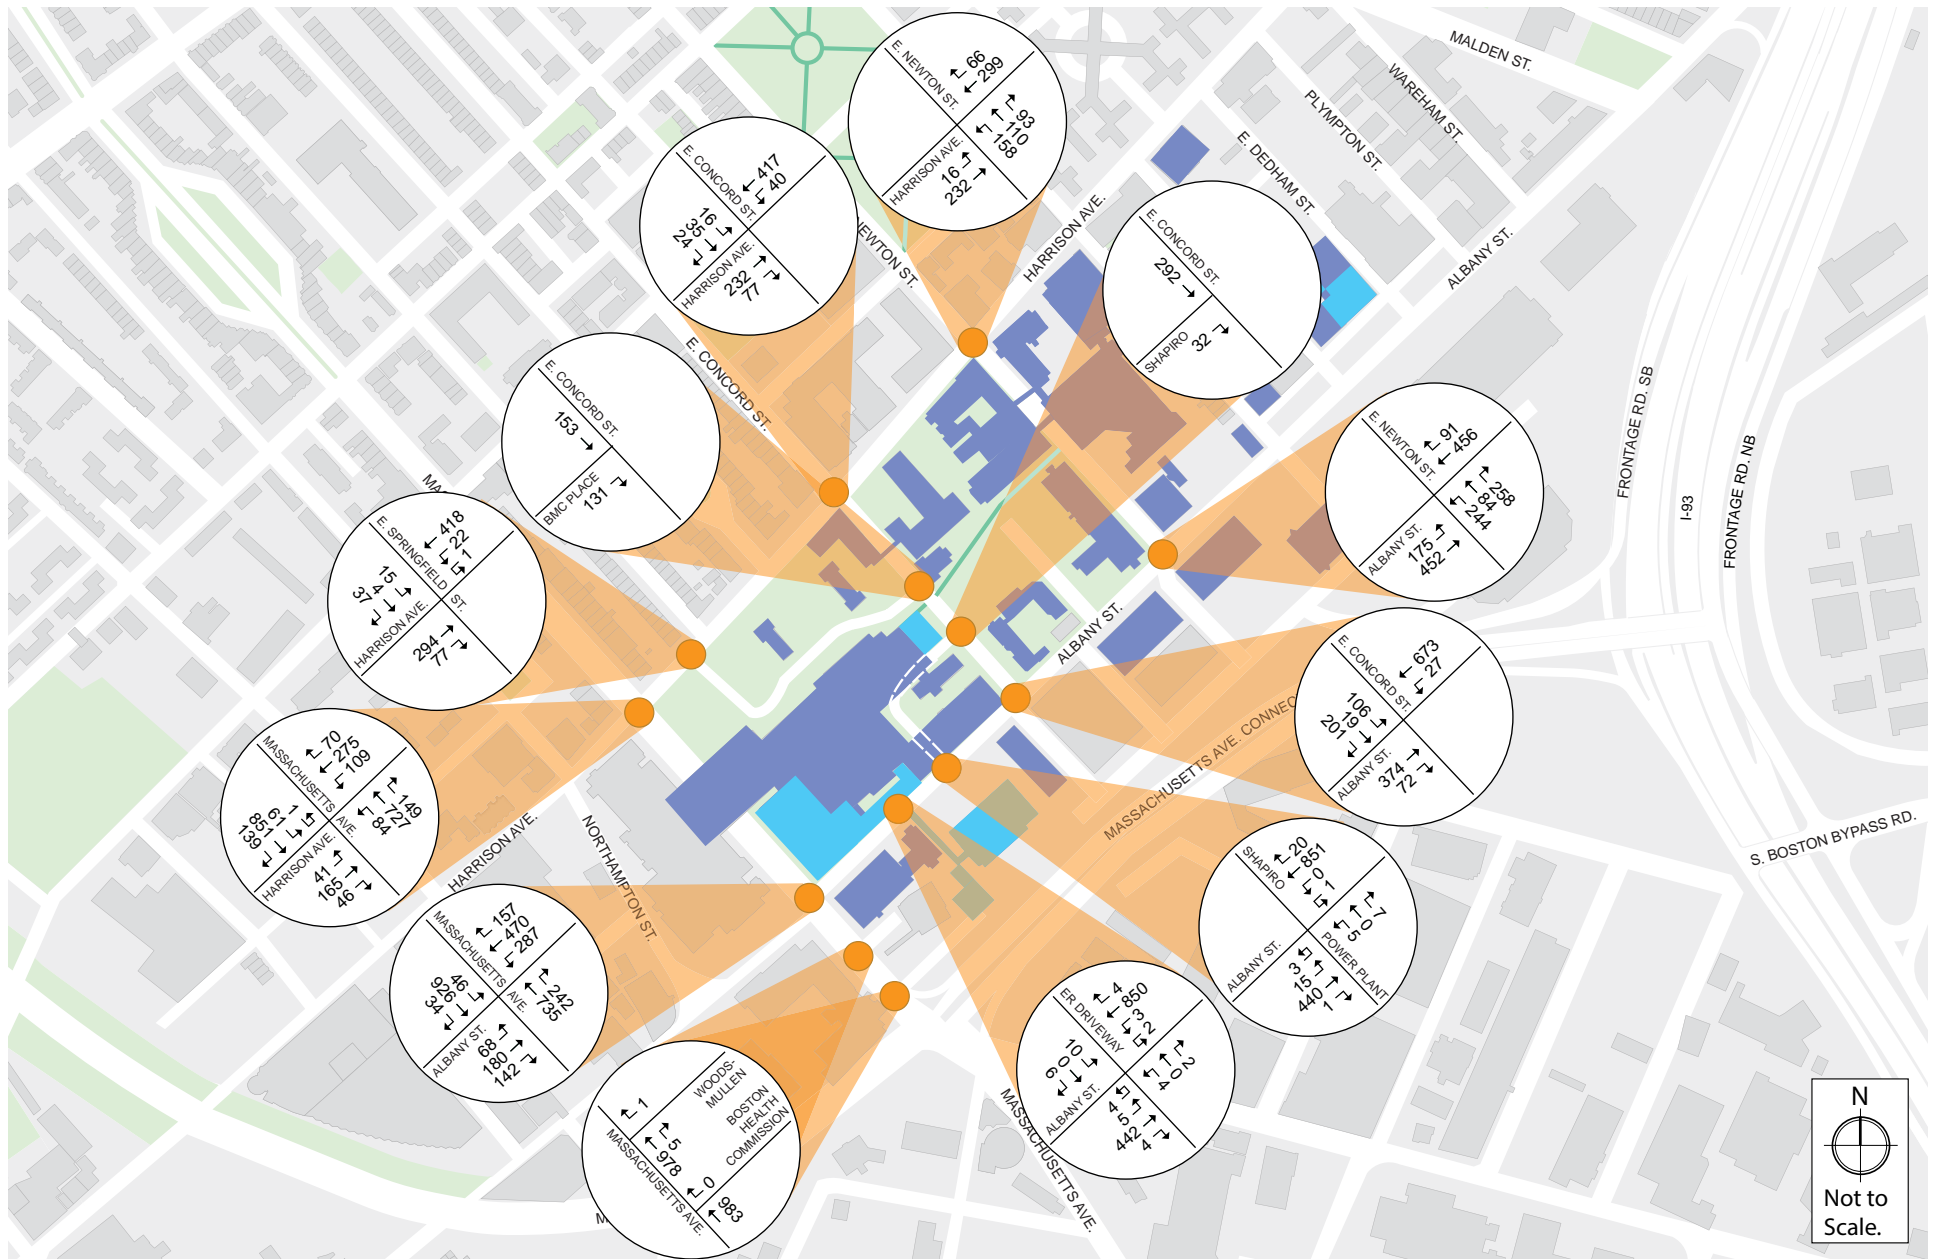 MALDEN ST.
WAREHAM ST.
PLYMPTON ST.
E. DEDHAM ST.
ALBANY ST.
HARRISON AVE.
NEWTON ST.
E. CONCORD ST.
FRONTAGE RD. SB
I-93
FRONTAGE RD. NB
ALBANY ST.
MASSACHUSETTS AVE. CONNEC
S. BOSTON BYPASS RD.
HARRISON AVE.
NORTHAMPTON ST.
MASSACHUSETTS AVE.
MA
M
E. NEWTON ST.
66
299
93
110
158
HARRISON AVE.
16
232
E. CONCORD ST.
417
40
16
35
24
HARRISON AVE.
232
77
E. CONCORD ST.
292
SHAPIRO
32
E. CONCORD ST.
153
BMC PLACE
131
E. NEWTON ST.
91
456
258
84
244
ALBANY ST.
175
452
E. SPRINGFIELD ST.
418
22
1
15
4
37
HARRISON AVE.
294
77
E. CONCORD ST.
673
27
106
19
201
ALBANY ST.
374
72
MASSACHUSETTS AVE.
70
275
109
149
727
84
1
61
851
139
HARRISON AVE.
41
165
46
SHAPIRO
20
851
0
1
7
0
5
POWER PLANT
ALBANY ST.
3
15
440
1
MASSACHUSETTS AVE.
157
470
287
242
735
46
926
34
ALBANY ST.
68
180
142
ER DRIVEWAY
4
850
3
2
2
0
4
10
0
6
ALBANY ST.
4
5
442
4
1
WOODS-
MULLEN
BOSTON
HEALTH
COMMISSION
5
978
0
983
MASSACHUSETTS AVE.
N
Not to
Scale.